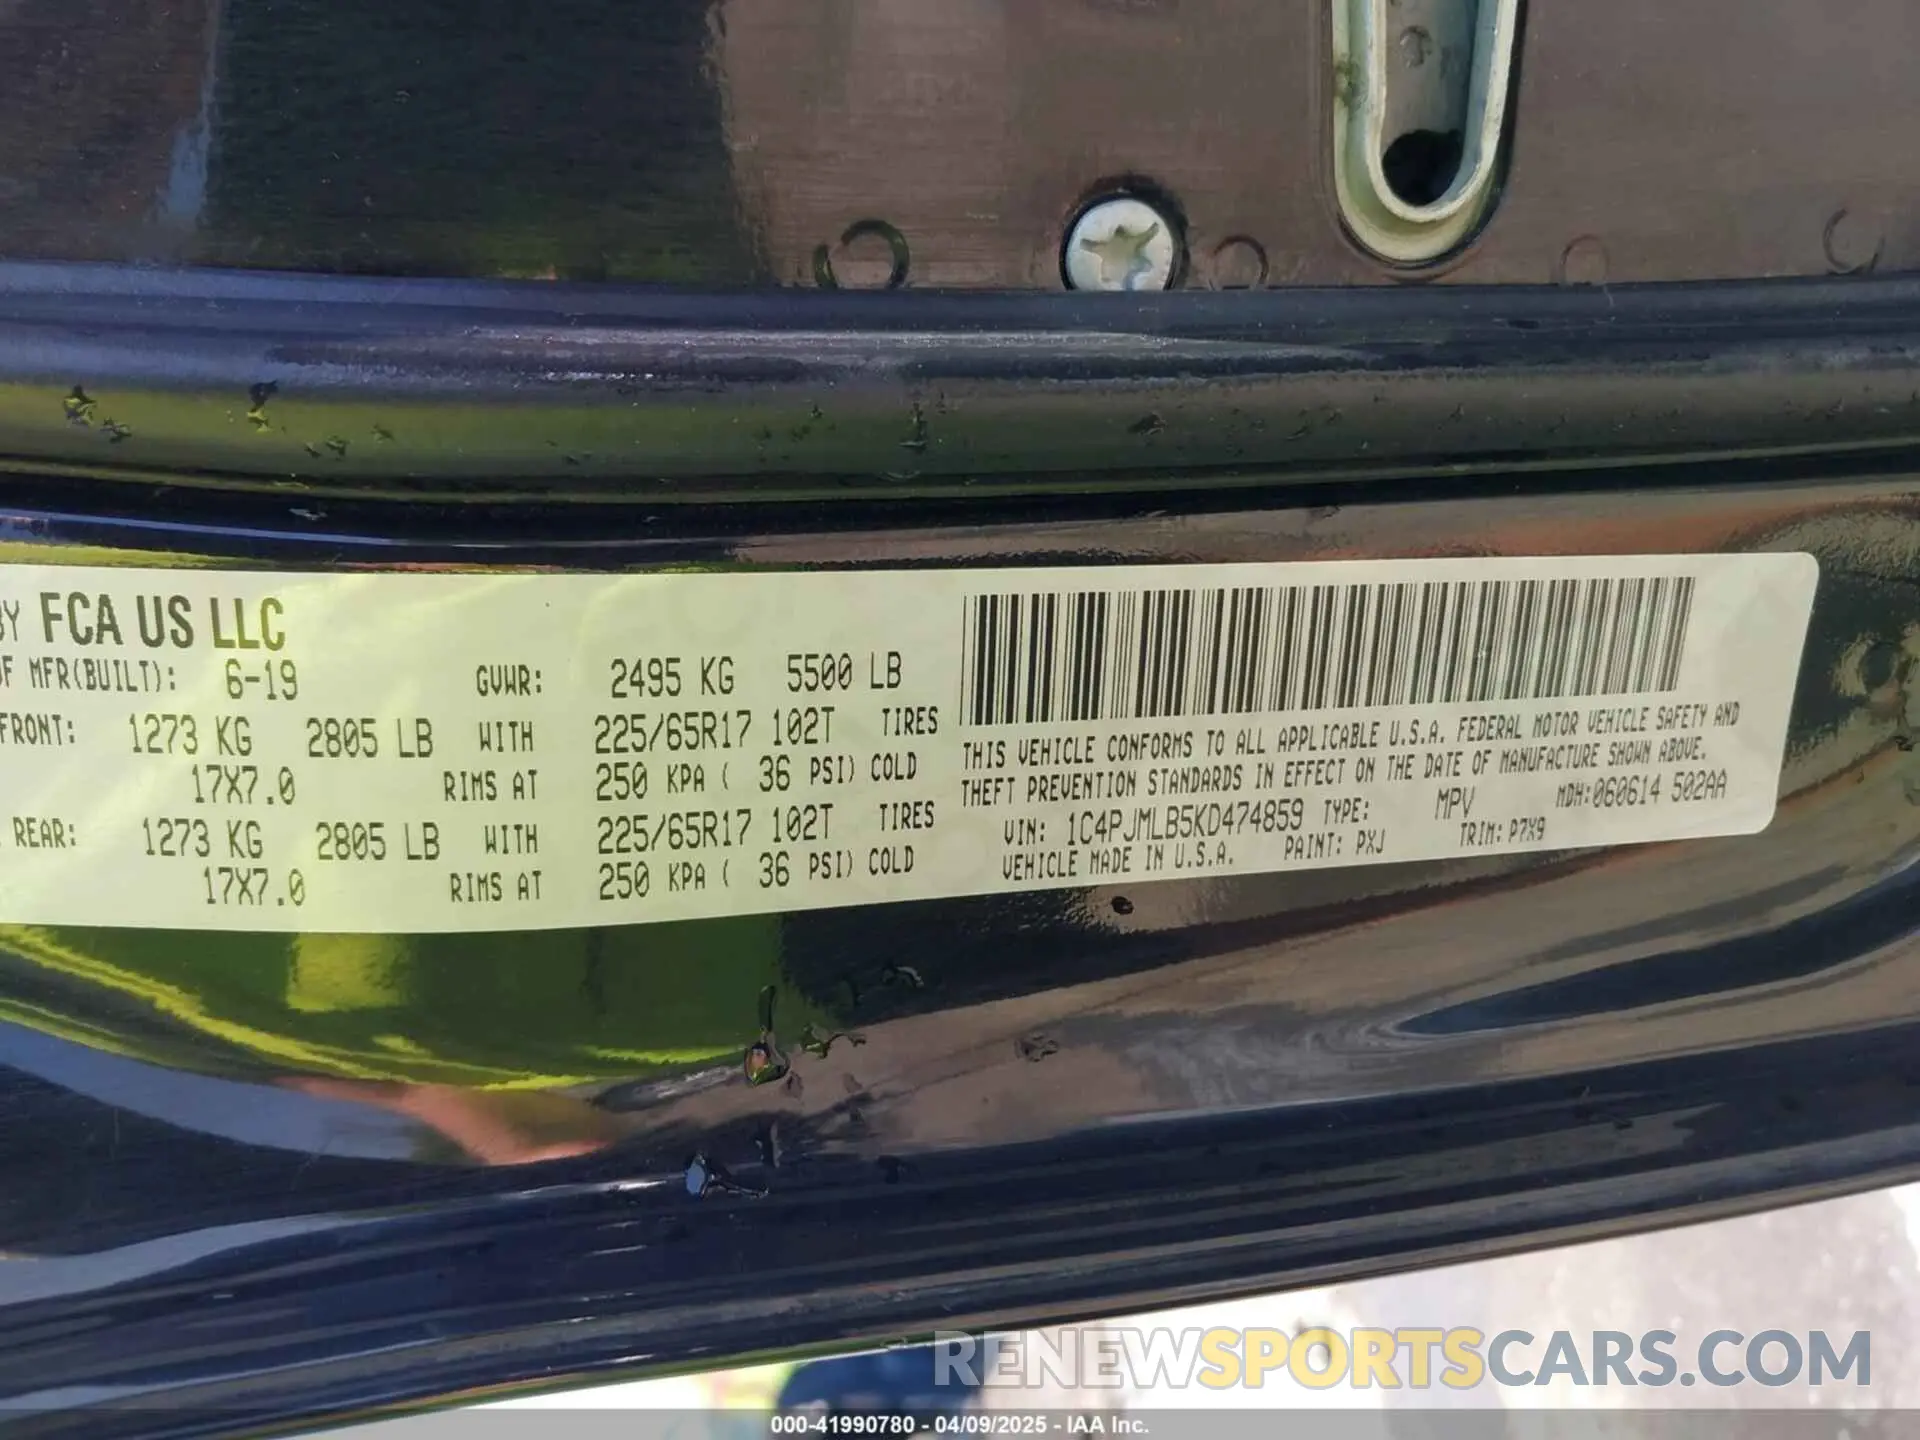 BY FCA US LLC
OF MFR(BUILT): 6-19 GVWR: 2495 KG 5500 LB
FRONT: 1273 KG 2805 LB WITH 225/65R17 102T TIRES
17X7.0 RIMS AT 250 KPA ( 36 PSI) COLD
REAR: 1273 KG 2805 LB WITH 225/65R17 102T TIRES
17X7.0 RIMS AT 250 KPA ( 36 PSI) COLD
THIS VEHICLE CONFORMS TO ALL APPLICABLE U.S.A. FEDERAL MOTOR VEHICLE SAFETY AND
THEFT PREVENTION STANDARDS IN EFFECT ON THE DATE OF MANUFACTURE SHOWN ABOVE.
VIN: 1C4PJMLB5KD474859 TYPE: MPV MDH:060614 502AA
VEHICLE MADE IN U.S.A. PAINT: PXJ TRIM: P7X9
RENEWSPORTSCARS.COM
000-41990780 - 04/09/2025 - IAA Inc.